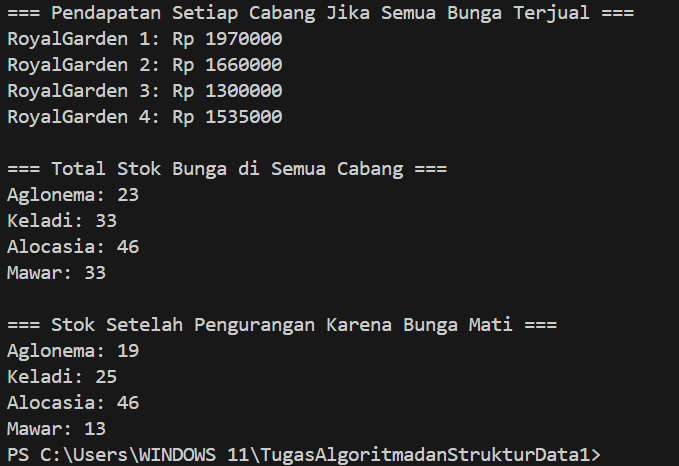 === Pendapatan Setiap Cabang Jika Semua Bunga Terjual ===
RoyalGarden 1: Rp 1970000
RoyalGarden 2: Rp 1660000
RoyalGarden 3: Rp 1300000
RoyalGarden 4: Rp 1535000
=== Total Stok Bunga di Semua Cabang ===
Aglonema: 23
Keladi: 33
Alocasia: 46
Mawar: 33
=== Stok Setelah Pengurangan Karena Bunga Mati ===
Aglonema: 19
Keladi: 25
Alocasia: 46
Mawar: 13
PS C:\Users\WINDOWS 11\TugasAlgoritmadanStrukturData1>